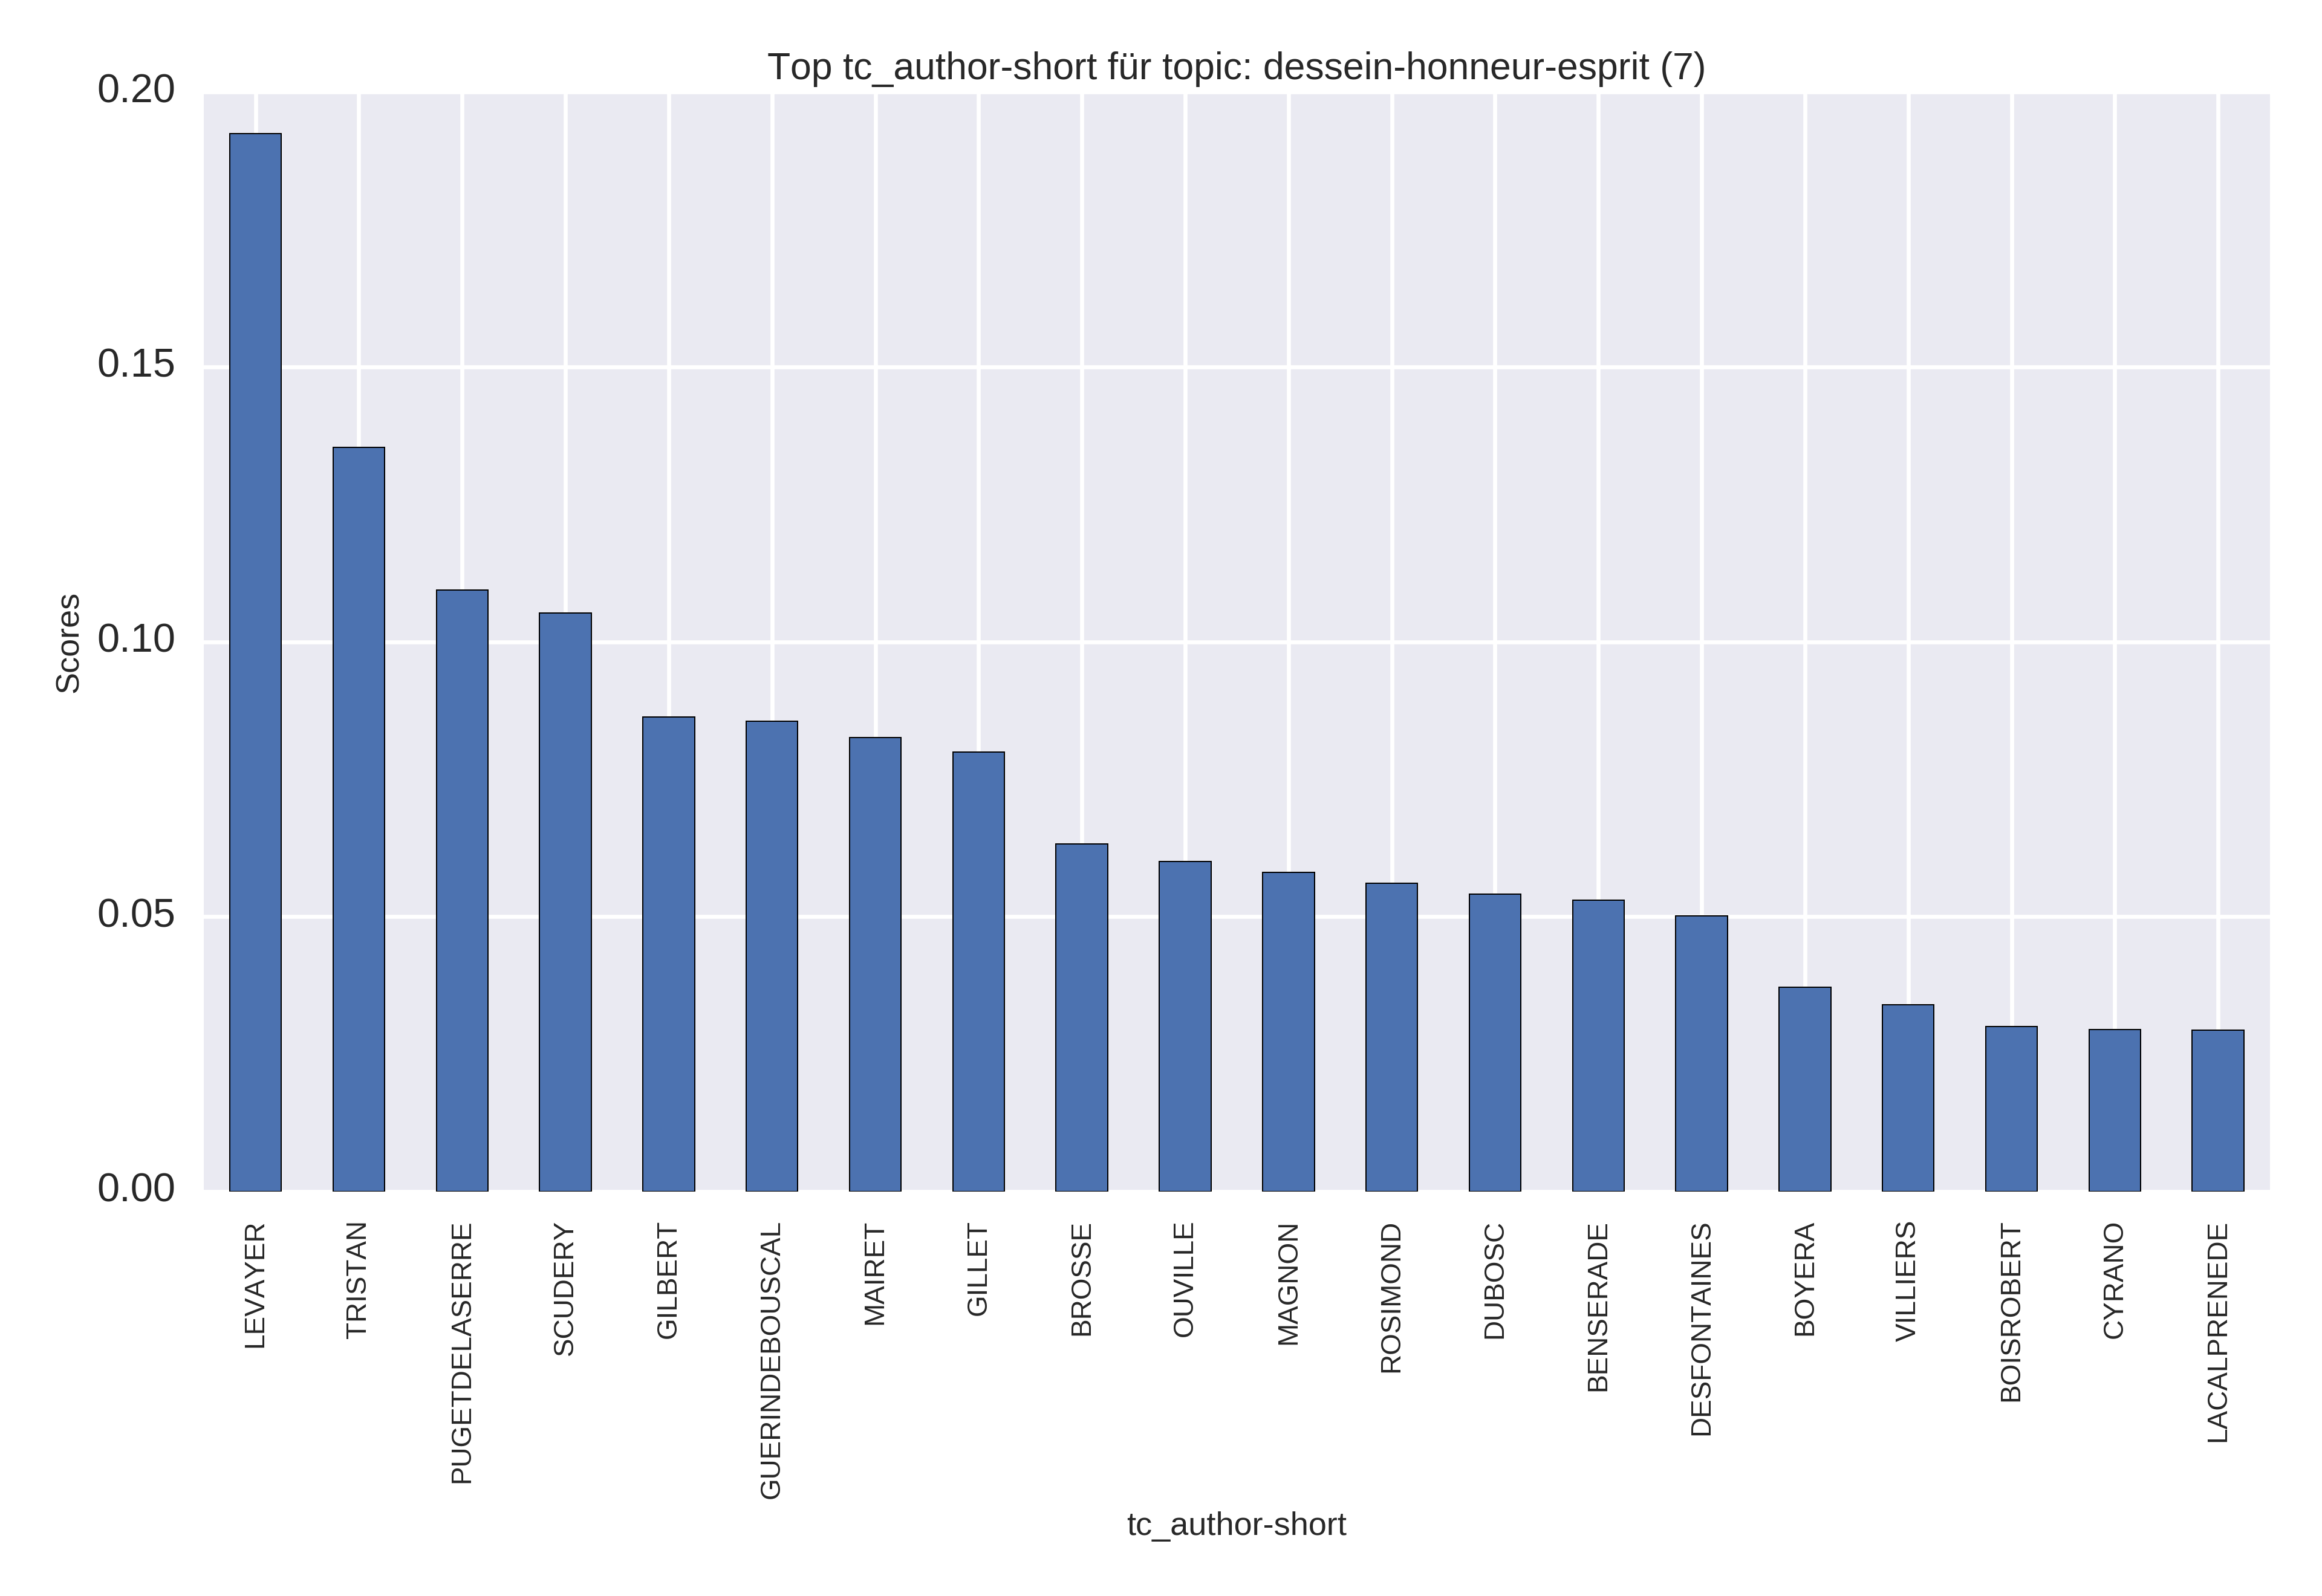 Top tc_author-short für topic: dessein-honneur-esprit (7)
Scores
0.20
0.15
0.10
0.05
0.00
LEVAYER
TRISTAN
PUGETDELASERRE
SCUDERY
GILBERT
GUERINDEBOUSCAL
MAIRET
GILLET
BROSSE
OUVILLE
MAGNON
ROSIMOND
DUBOSC
BENSERADE
DESFONTAINES
BOYERA
VILLIERS
BOISROBERT
CYRANO
LACALPRENEDE
tc_author-short